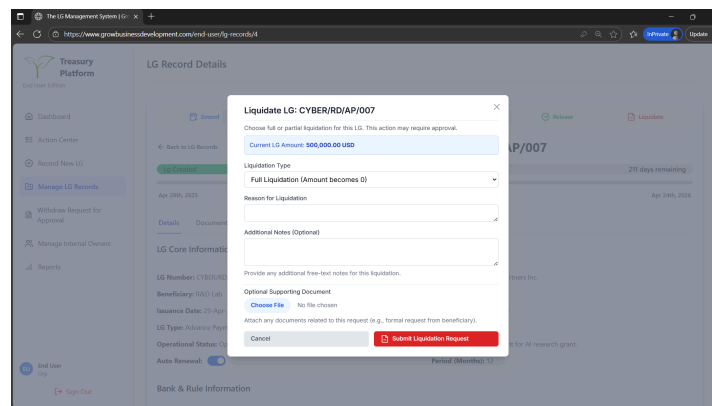 The LG Management System | Gro
https://www.growbusinessdevelopment.com/end-user/lg-records/4
InPrivate
Update
Treasury
Platform
End User Edition
LG Record Details
Dashboard
Action Center
Record New LG
Manage LG Records
Withdraw Request for
Approval
Manage Internal Owners
Reports
End User
Sign Out
Extend
Release
Liquidate
← Back to LG Records
AP/007
LG Created
211 days remaining
Apr 29th, 2025
Apr 24th, 2026
Details Document
LG Core Informatio
LG Number: CYBER/RD
rtners Inc.
Beneficiary: R&D Lab
Issuance Date: 29-Apr-
LG Type: Advance Payme
Operational Status: Op
nt for AI research grant
Auto Renewal:
Period (Months): 12
Bank & Rule Information
Liquidate LG: CYBER/RD/AP/007
Choose full or partial liquidation for this LG. This action may require approval.
Current LG Amount: 500,000.00 USD
Liquidation Type
Full Liquidation (Amount becomes 0)
Reason for Liquidation
Additional Notes (Optional)
Provide any additional free-text notes for this liquidation.
Optional Supporting Document
Choose File No file chosen
Attach any documents related to this request (e.g., formal request from beneficiary).
Cancel
Submit Liquidation Request